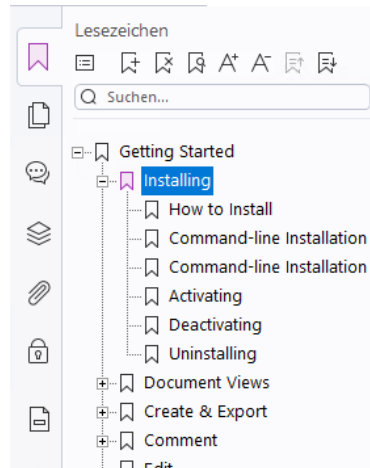 Lesezeichen
Suchen...
Getting Started
Installing
How to Install
Command-line Installation
Command-line Installation
Activating
Deactivating
Uninstalling
Document Views
Create & Export
Comment
Edit